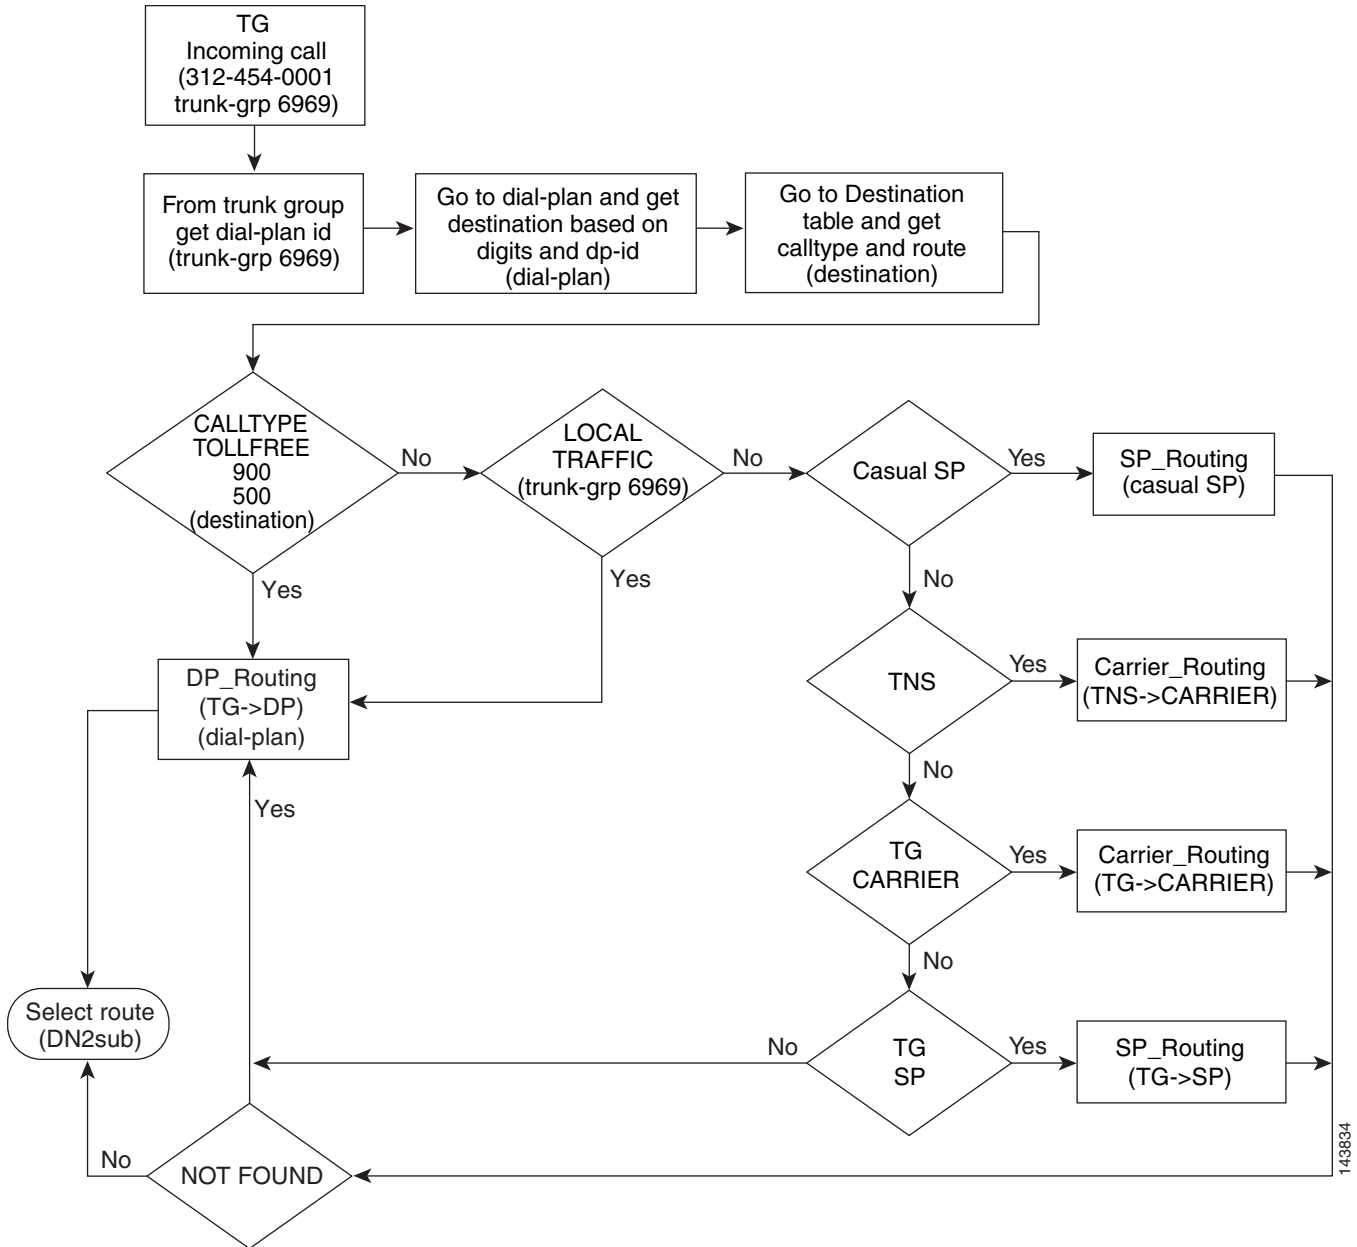 TG
Incoming call
(312-454-0001
trunk-grp 6969)
From trunk group
get dial-plan id
(trunk-grp 6969)
Go to dial-plan and get
destination based on
digits and dp-id
(dial-plan)
Go to Destination
table and get
calltype and route
(destination)
CALLTYPE
TOLLFREE
900
500
(destination)
No
LOCAL
TRAFFIC
(trunk-grp 6969)
No
Casual SP
Yes
SP_Routing
(casual SP)
Yes
Yes
No
DP_Routing
(TG->DP)
(dial-plan)
TNS
Yes
Carrier_Routing
(TNS->CARRIER)
No
Yes
TG
CARRIER
Yes
Carrier_Routing
(TG->CARRIER)
No
Select route
(DN2sub)
No
TG
SP
Yes
SP_Routing
(TG->SP)
No
NOT FOUND
143834